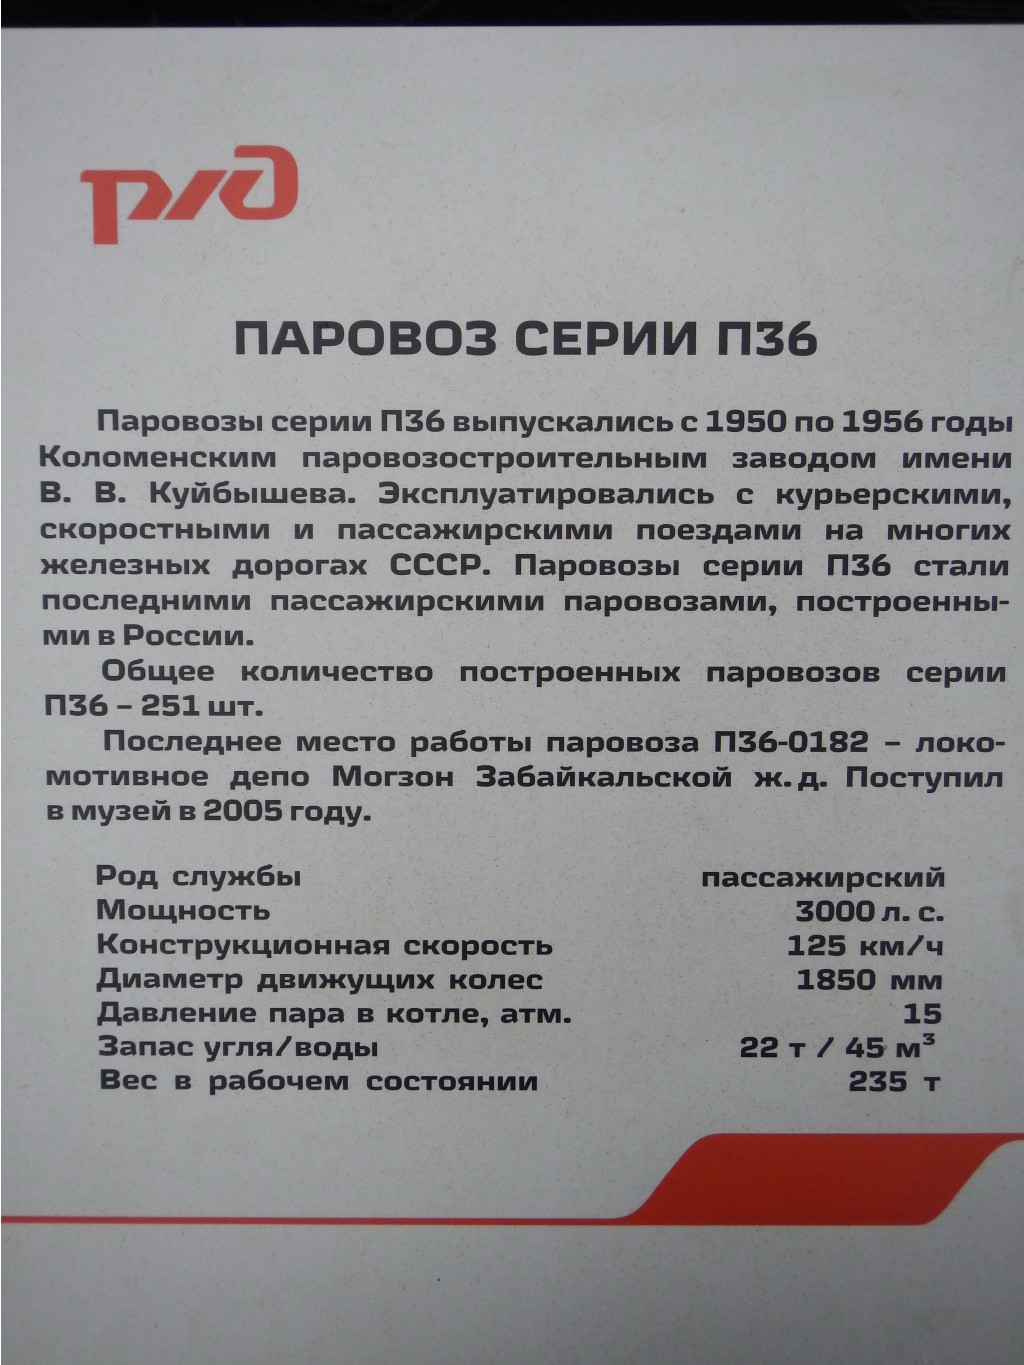 ржд
ПАРОВОЗ СЕРИИ П36
Паровозы серии П36 выпускались с 1950 по 1956 годы
Коломенским паровозостроительным заводом имени
В. В. Куйбышева. Эксплуатировались с курьерскими,
скоростными и пассажирскими поездами на многих
железных дорогах СССР. Паровозы серии П36 стали
последними пассажирскими паровозами, построенны-
ми в России.
Общее количество построенных паровозов серии
П36 – 251 шт.
Последнее место работы паровоза П36-0182 – локо-
мотивное депо Могзон Забайкальской ж.д. Поступил
в музей в 2005 году.
Род службы пассажирский
Мощность 3000 л. с.
Конструкционная скорость 125 км/ч
Диаметр движущих колес 1850 мм
Давление пара в котле, атм. 15
Запас угля/воды 22 т / 45 м³
Вес в рабочем состоянии 235 т